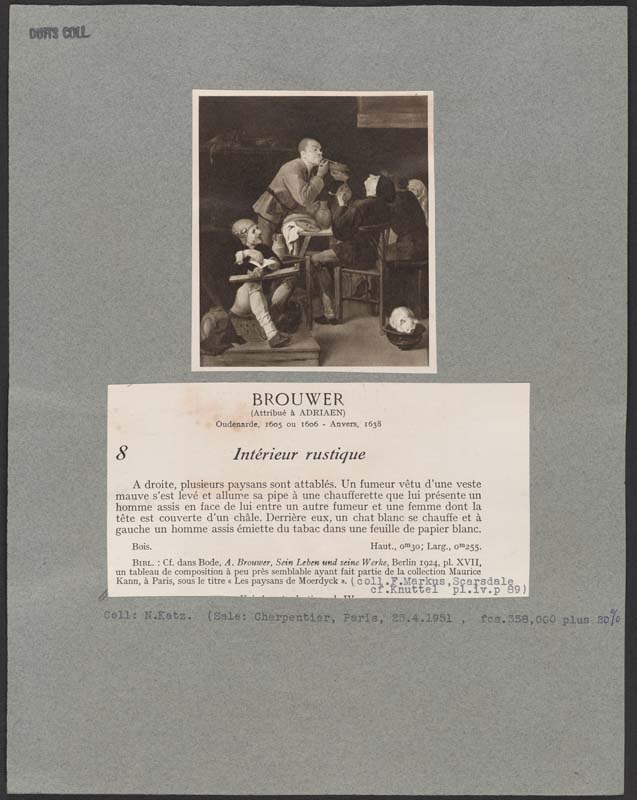 DUITS COLL.
BROUWER
(Attribué à ADRIAEN)
Oudenarde, 1605 ou 1606 - Anvers, 1638
8 Intérieur rustique
A droite, plusieurs paysans sont attablés. Un fumeur vêtu d'une veste
mauve s'est levé et allume sa pipe à une chaufferette que lui présente un
homme assis en face de lui entre un autre fumeur et une femme dont la
tête est couverte d'un châle. Derrière eux, un chat blanc se chauffe et à
gauche un homme assis émiette du tabac dans une feuille de papier blanc.
Bois. Haut., 0m30; Larg., 0m255.
BIBL. : Cf. dans Bode, A. Brouwer, Sein Leben und seine Werke, Berlin 1924, pl. XVII,
un tableau de composition à peu près semblable ayant fait partie de la collection Maurice
Kann, à Paris, sous le titre « Les paysans de Moerdyck ». (coll.F.Markus,Scarsdale
cf.Knuttel pl.iv.p 89)
Coll: N.Katz. (Sale: Charpentier, Paris, 25.4.1951 , fcs.358,000 plus 20%